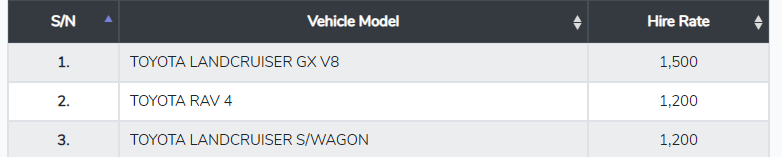 S/N Vehicle Model Hire Rate
1. TOYOTA LANDCRUISER GX V8 1,500
2. TOYOTA RAV 4 1,200
3. TOYOTA LANDCRUISER S/WAGON 1,200